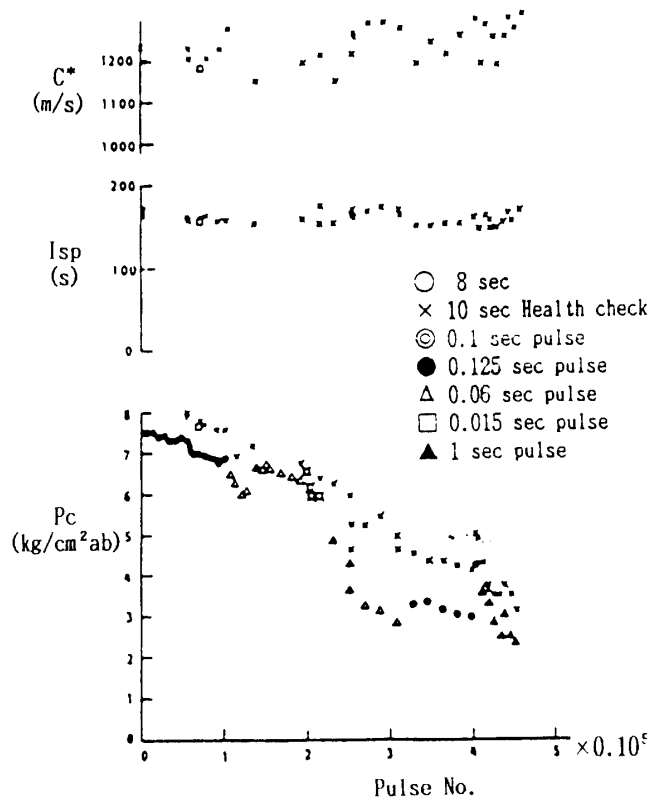 1200
C*
(m/s)
1100
1000
200
Isp
100
(s)
0
8 sec
10 sec Health check
0.1 sec pulse
0.125 sec pulse
0.06 sec pulse
0.015 sec pulse
1 sec pulse
8
7
6
Pc
(kg/cm²ab)
5
4
3
2
1
0
0 1 2 3 4 5 ×0.10⁵
Pulse No.